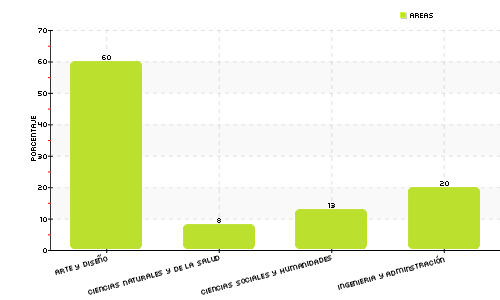 AREAS
PORCENTAJE
70
60
50
40
30
20
10
0
60
8
13
20
ARTE Y DISEÑO
CIENCIAS NATURALES Y DE LA SALUD
CIENCIAS SOCIALES Y HUMANIDADES
INGENIERIA Y ADMINSTRACIÓN